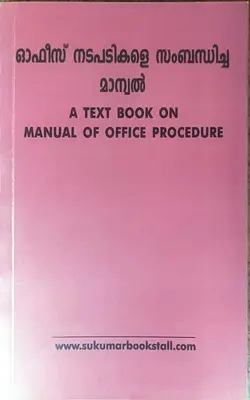 ഓഫീസ് നടപടികളെ സംബന്ധിച്ച
മാന്വൽ
A TEXT BOOK ON
MANUAL OF OFFICE PROCEDURE
www.sukumarbookstall.com